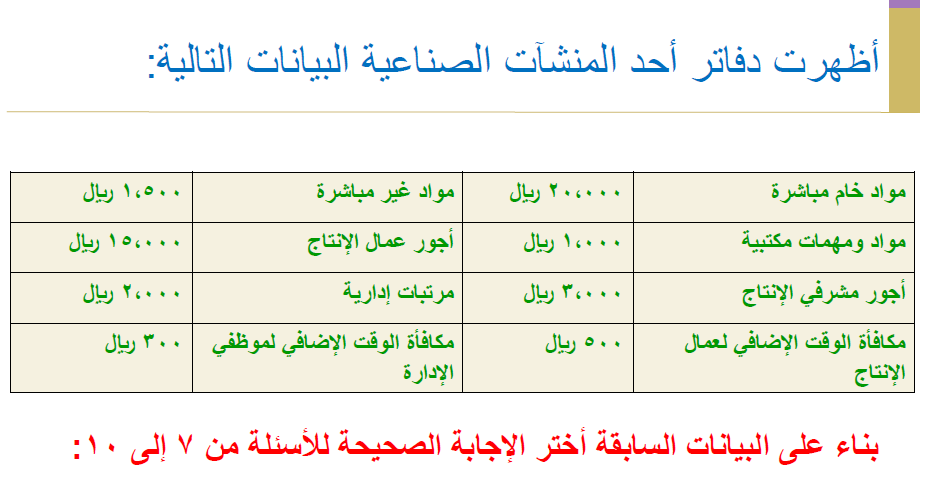 أظهرت دفاتر أحد المنشآت الصناعية البيانات التالية:
مواد خام مباشرة ٢٠،٠٠٠ ريال مواد غير مباشرة ١،٥٠٠ ريال
مواد ومهمات مكتبية ١،٠٠٠ ريال أجور عمال الإنتاج ١٥،٠٠٠ ريال
أجور مشرفي الإنتاج ٣،٠٠٠ ريال مرتبات إدارية ٢،٠٠٠ ريال
مكافأة الوقت الإضافي لعمال ٥٠٠ ريال مكافأة الوقت الإضافي لموظفي ٣٠٠ ريال
الإنتاج الإدارة
بناء على البيانات السابقة أختر الإجابة الصحيحة للأسئلة من ٧ إلى ١٠: